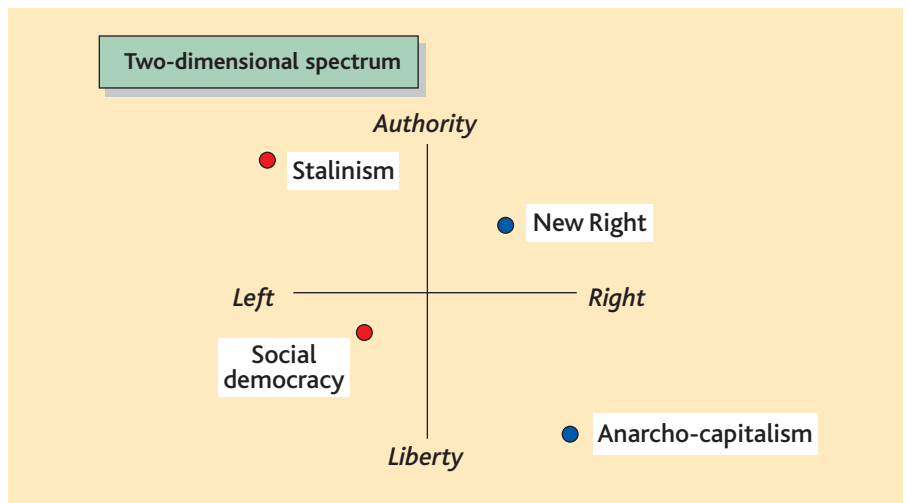 Two-dimensional spectrum
Authority
Stalinism
New Right
Left
Right
Social
democracy
Anarcho-capitalism
Liberty